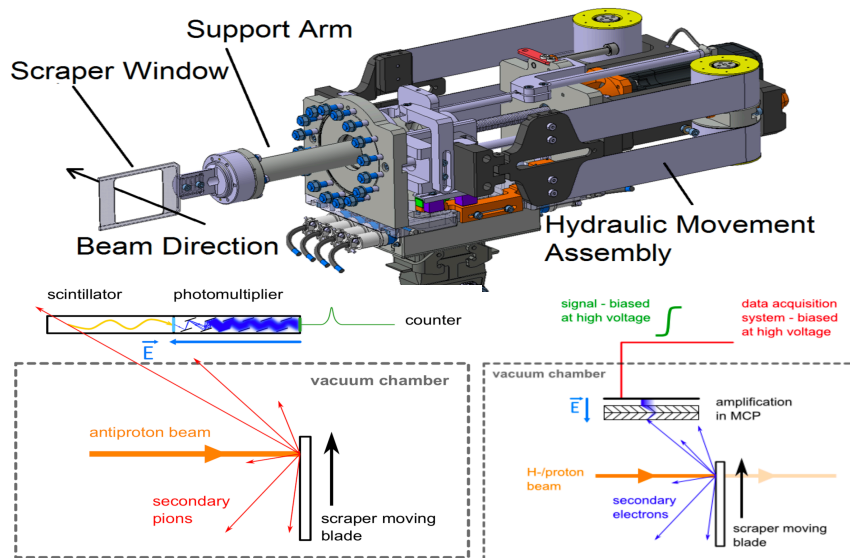 Support Arm
Scraper Window
Beam Direction
Hydraulic Movement
Assembly
scintillator
photomultiplier
counter
E
vacuum chamber
antiproton beam
secondary
pions
scraper moving
blade
signal - biased
at high voltage
data acquisition
system - biased
at high voltage
vacuum chamber
E
amplification
in MCP
H-/proton
beam
secondary
electrons
scraper moving
blade